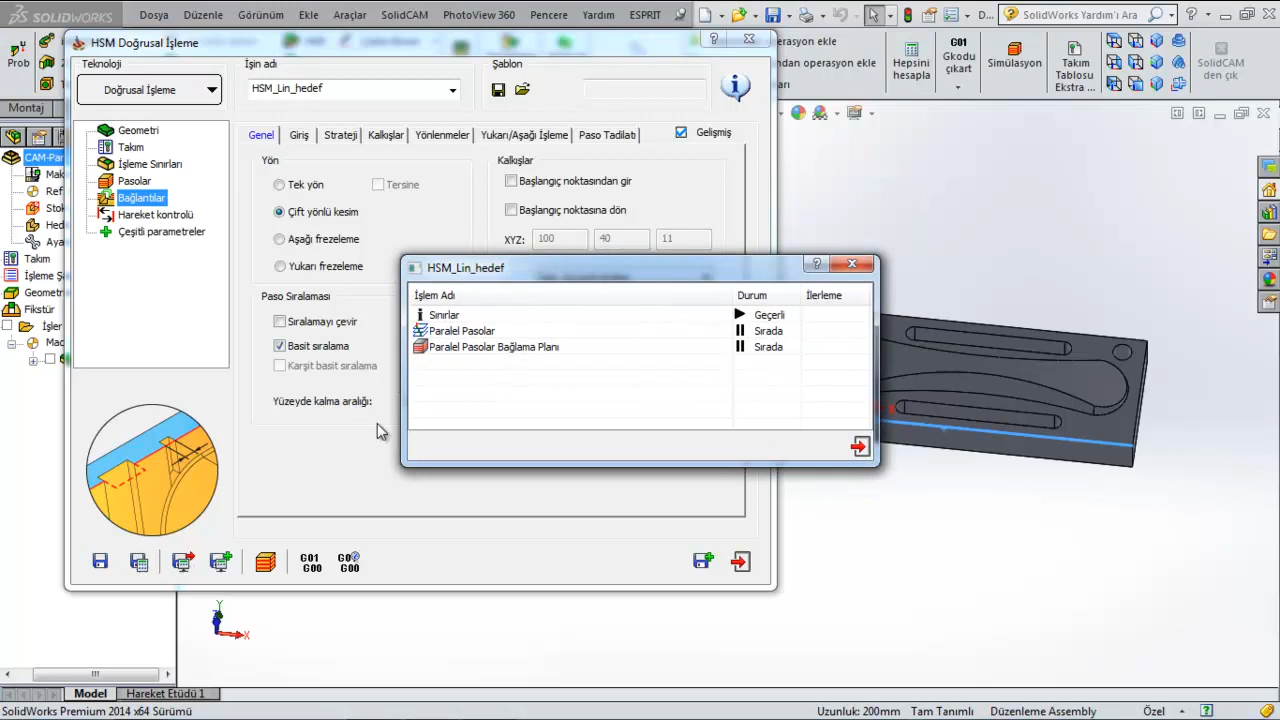 Dosya Düzenle Görünüm Ekle Araçlar SolidCAM PhotoView 360 Pencere Yardım ESPRIT
D...
SolidWorks Yardım'ı Ara
Prob
HSM Doğrusal İşleme
Teknoloji
Doğrusal İşleme
İşin adı
HSM_Lin_hedef
Şablon
Geometri
Takım
İşleme Sınırları
Pasolar
Bağlantılar
Hareket kontrolü
Çeşitli parametreler
Genel Giriş Strateji Kalkışlar Yönlenmeler Yukarı/Aşağı İşleme Paso Tadilatı
Gelişmiş
Yön
Tek yön
Tersine
Çift yönlü kesim
Aşağı frezeleme
Yukarı frezeleme
Kalkışlar
Başlangıç noktasından gir
Başlangıç noktasına dön
XYZ: 100 40 11
Paso Sıralaması
Sıralamayı çevir
Basit sıralama
Karşit basit sıralama
Yüzeyde kalma aralığı:
HSM_Lin_hedef
İşlem Adı Durum İlerleme
Sınırlar Geçerli
Paralel Pasolar Sırada
Paralel Pasolar Bağlama Planı Sırada
G01
G00
G0
G00
operasyon ekle
ndan operasyon ekle
arı
Hepsini
hesapla
G01
Gkodu
çıkart
Simülasyon
Takım
Tablosu
Ekstra ...
SolidCAM
den çık
Montaj
CAM-Par
Mak
Ref
Stok
Hed
Aya
Takım
İşleme Sı
Geometr
Fikstür
İşler
Mac
X
Y
Z
X
Model Hareket Etüdü 1
SolidWorks Premium 2014 x64 Sürümü
Uzunluk: 200mm Tam Tanımlı Düzenleme Assembly Özel